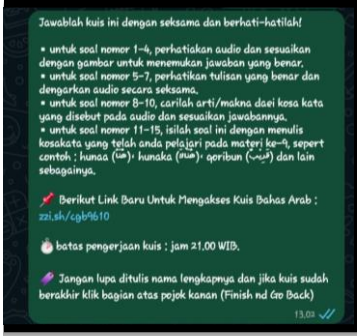 Jawablah kuis ini dengan seksama dan berhati-hatilah!
▪ untuk soal nomor 1-4, perhatiakan audio dan sesuaikan
dengan gambar untuk menemukan jawaban yang benar.
▪ untuk soal nomor 5-7, perhatikan tulisan yang benar dan
dengarkan audio secara seksama.
▪ untuk soal nomor 8-10, carilah arti/makna daei kosa kata
yang disebut pada audio dan sesuaikan jawabannya.
▪ untuk soal nomor 11-15, isilah soal ini dengan menulis
kosakata yang telah anda pelajari pada materi ke-9, sepert
contoh : hunaa (هنا), hunaka (هناك), qoribun (قريب) dan lain
sebagainya.
📌 Berikut Link Baru Untuk Mengakses Kuis Bahas Arab :
zzi.sh/cgb9610
⏱ batas pengerjaan kuis : jam 21.00 WIB.
Jangan lupa ditulis nama lengkapnya dan jika kuis sudah
berakhir klik bagian atas pojok kanan (Finish nd Go Back)
13.03